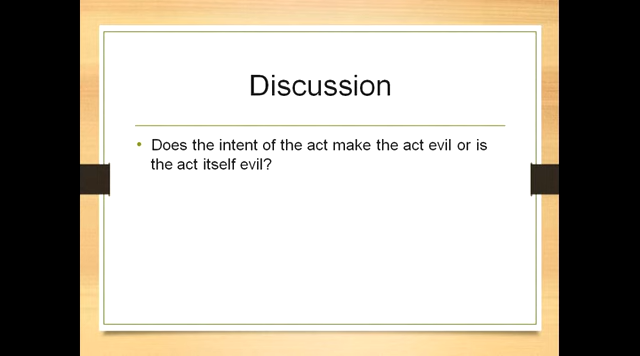 Discussion
• Does the intent of the act make the act evil or is
the act itself evil?